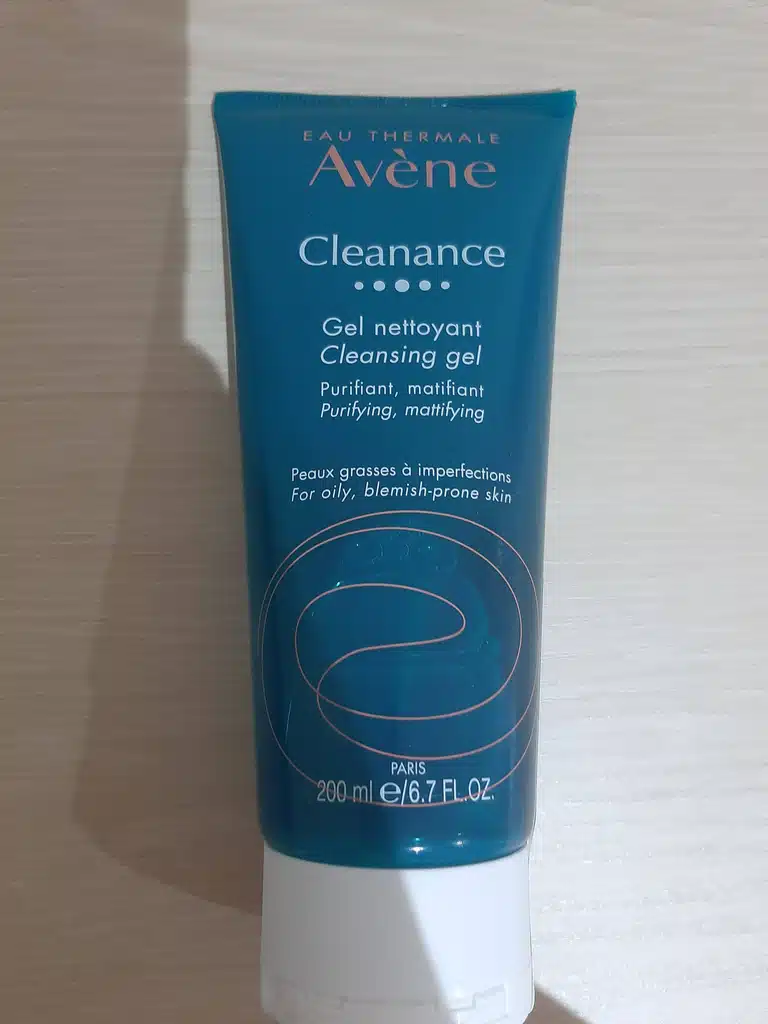 EAU THERMALE
Avène
Cleanance
Gel nettoyant
Cleansing gel
Purifiant, matifiant
Purifying, mattifying
Peaux grasses à imperfections
For oily, blemish-prone skin
PARIS
200 ml e/6.7 FL.OZ.